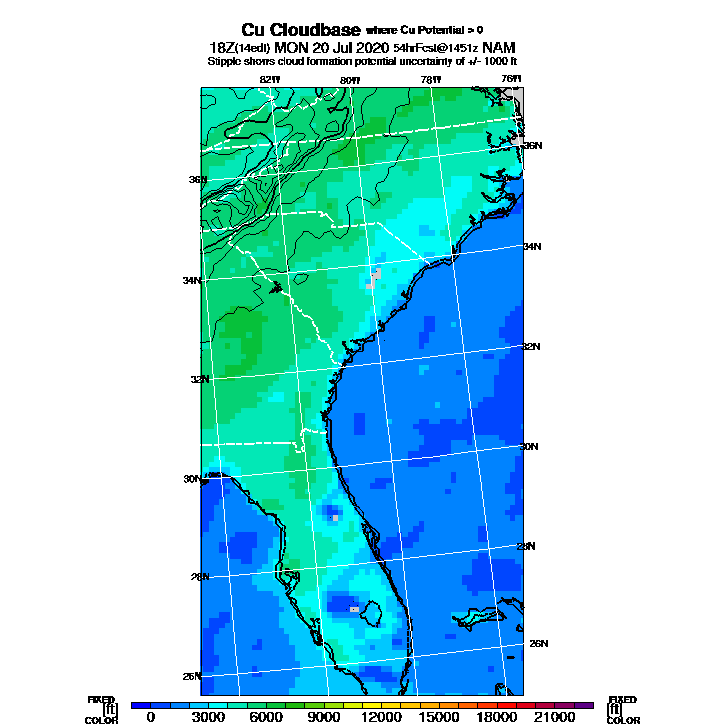 Cu Cloudbase where Cu Potential > 0
18Z(14edt) MON 20 Jul 2020 54hrFcst@1451z NAM
Stipple shows cloud formation potential uncertainty of +/- 1000 ft
82W 80W 78W 76W
36N
36N
34N
34N
32N
32N
30N
30N
28N
28N
26N
26N
FIXED FIXED
[ft] [ft]
COLOR COLOR
0 3000 6000 9000 12000 15000 18000 21000